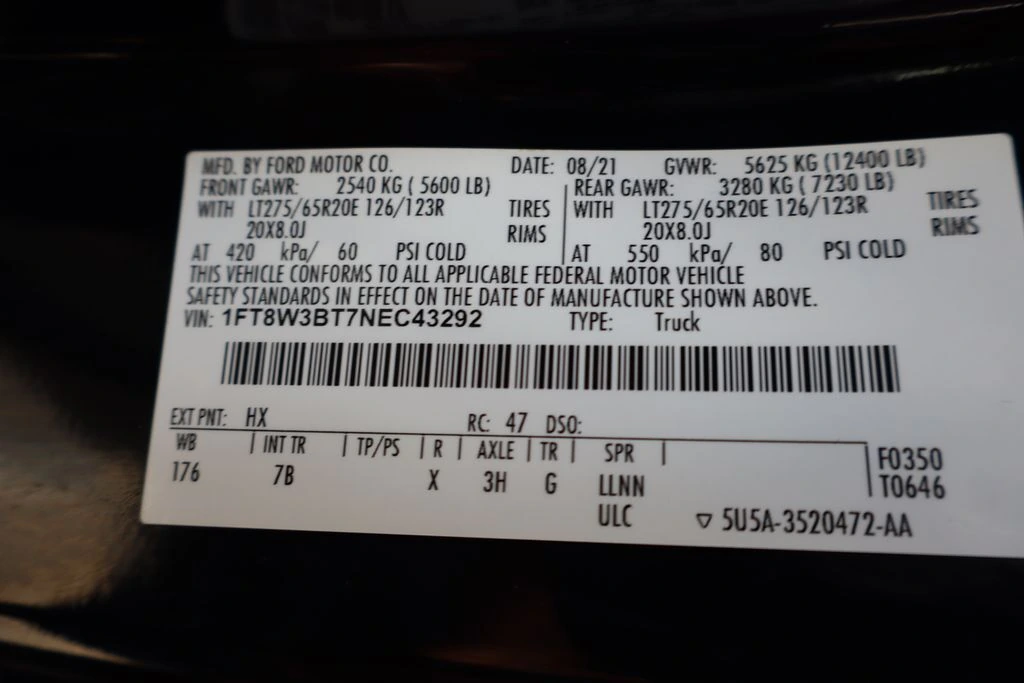 MFD. BY FORD MOTOR CO. DATE: 08/21 GVWR: 5625 KG (12400 LB)
FRONT GAWR: 2540 KG ( 5600 LB) REAR GAWR: 3280 KG ( 7230 LB)
WITH LT275/65R20E 126/123R TIRES WITH LT275/65R20E 126/123R TIRES
20X8.0J RIMS 20X8.0J RIMS
AT 420 kPa/ 60 PSI COLD AT 550 kPa/ 80 PSI COLD
THIS VEHICLE CONFORMS TO ALL APPLICABLE FEDERAL MOTOR VEHICLE
SAFETY STANDARDS IN EFFECT ON THE DATE OF MANUFACTURE SHOWN ABOVE.
VIN: 1FT8W3BT7NEC43292 TYPE: Truck
EXT PNT: HX RC: 47 DSO:
WB | INT TR | TP/PS | R | AXLE | TR | SPR | F0350
176 7B X 3H G LLNN T0646
ULC ▽ 5U5A-3520472-AA